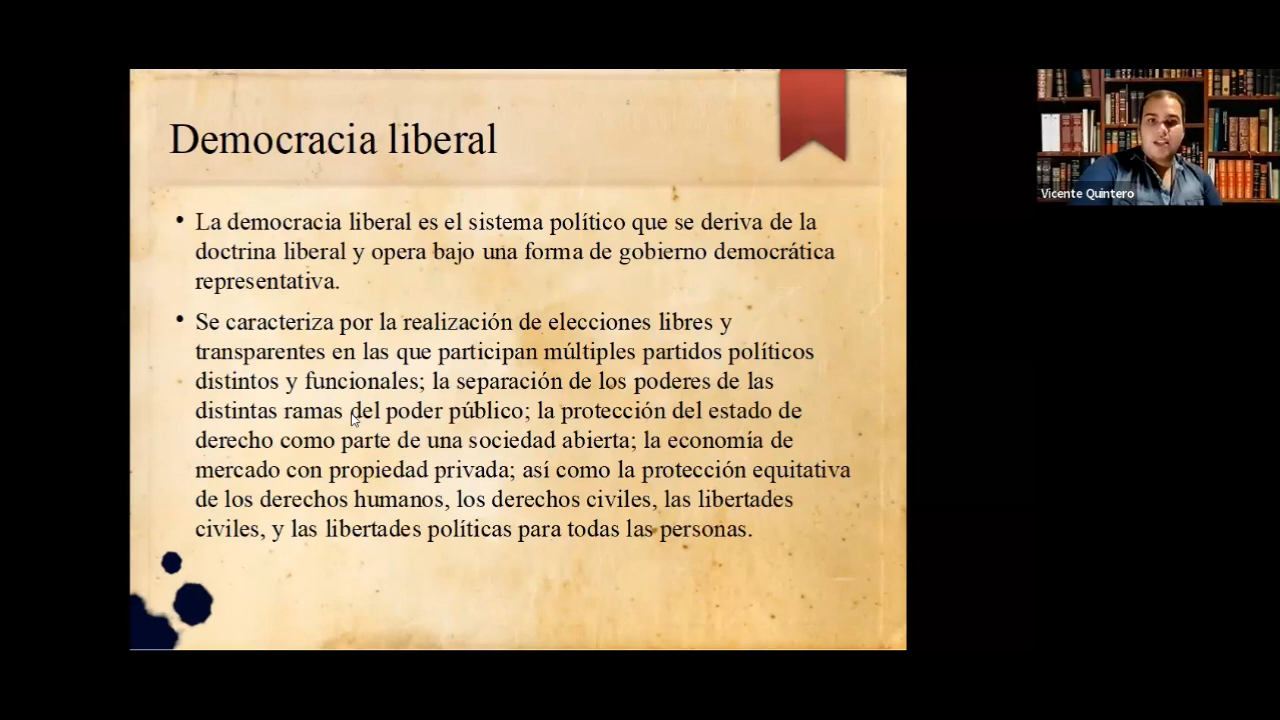 Democracia liberal
• La democracia liberal es el sistema político que se deriva de la
doctrina liberal y opera bajo una forma de gobierno democrática
representativa.
• Se caracteriza por la realización de elecciones libres y
transparentes en las que participan múltiples partidos políticos
distintos y funcionales; la separación de los poderes de las
distintas ramas del poder público; la protección del estado de
derecho como parte de una sociedad abierta; la economía de
mercado con propiedad privada; así como la protección equitativa
de los derechos humanos, los derechos civiles, las libertades
civiles, y las libertades políticas para todas las personas.
Vicente Quintero